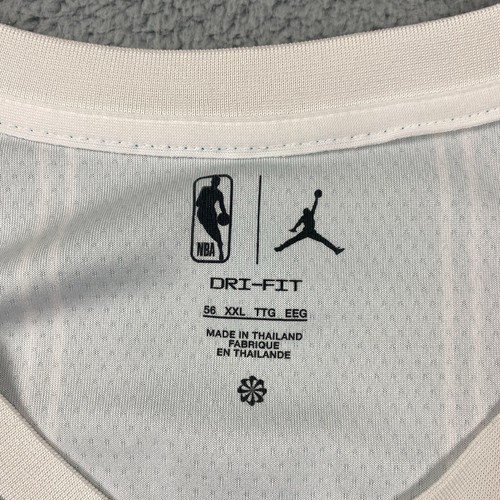 NBA
DRI-FIT
56 XXL TTG EEG
MADE IN THAILAND
FABRIQUE
EN THAILANDE